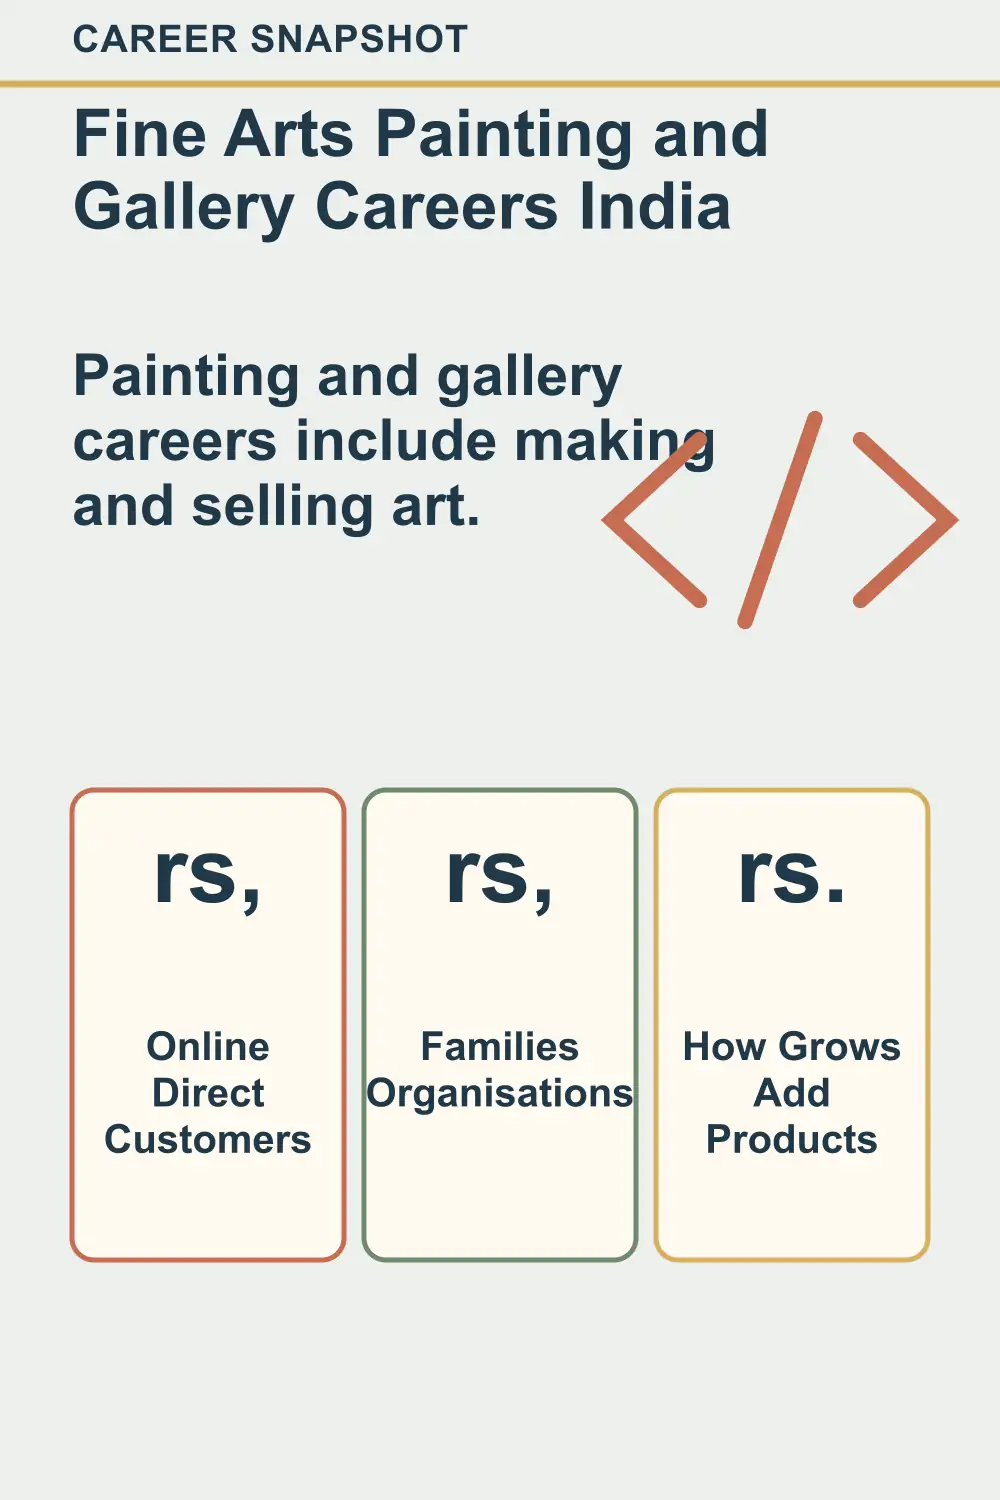 CAREER SNAPSHOT
Fine Arts Painting and
Gallery Careers India
Painting and gallery
careers include making
and selling art.
rs,
Online
Direct
Customers
rs,
Families
Organisations
rs.
How Grows
Add
Products